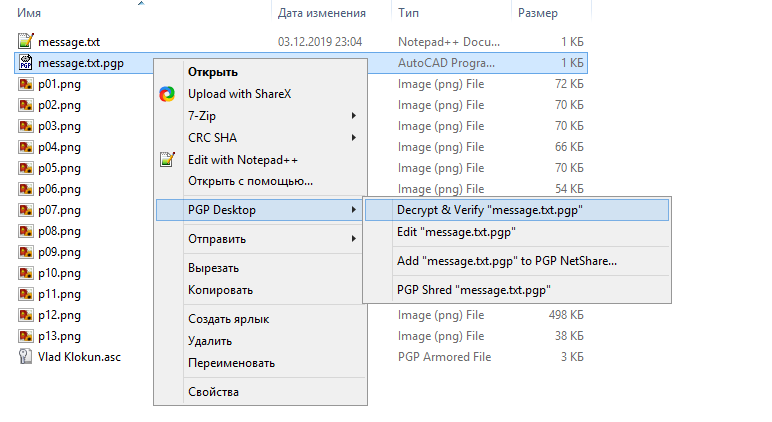 Имя Дата изменения Тип Размер
message.txt 03.12.2019 23:04 Notepad++ Docu... 1 КБ
message.txt.pgp AutoCAD Progra... 1 КБ
p01.png Image (png) File 72 КБ
p02.png Image (png) File 70 КБ
p03.png Image (png) File 70 КБ
p04.png Image (png) File 66 КБ
p05.png Image (png) File 70 КБ
p06.png Image (png) File 54 КБ
p07.png
p08.png
p09.png
p10.png
p11.png
p12.png Image (png) File 498 КБ
p13.png Image (png) File 38 КБ
Vlad Klokun.asc PGP Armored File 3 КБ
Открыть
Upload with ShareX
7-Zip
CRC SHA
Edit with Notepad++
Открыть с помощью...
PGP Desktop
Отправить
Вырезать
Копировать
Создать ярлык
Удалить
Переименовать
Свойства
Decrypt & Verify "message.txt.pgp"
Edit "message.txt.pgp"
Add "message.txt.pgp" to PGP NetShare...
PGP Shred "message.txt.pgp"